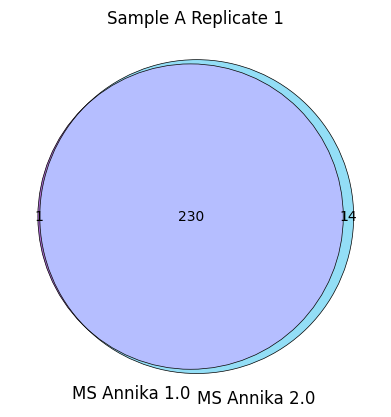 Sample A Replicate 1
1
230
14
MS Annika 1.0
MS Annika 2.0